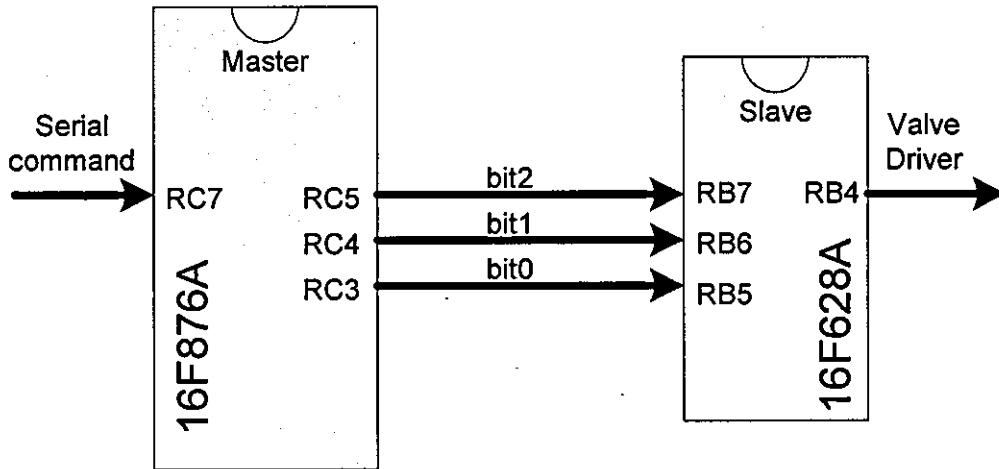 Master
Serial
command
RC7
RC5
RC4
RC3
16F876A
bit2
bit1
bit0
Slave
RB7
RB6
RB5
RB4
16F628A
Valve
Driver